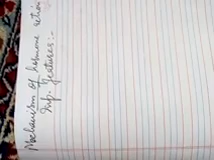 Mechanism of hormone action
Imp. features:-